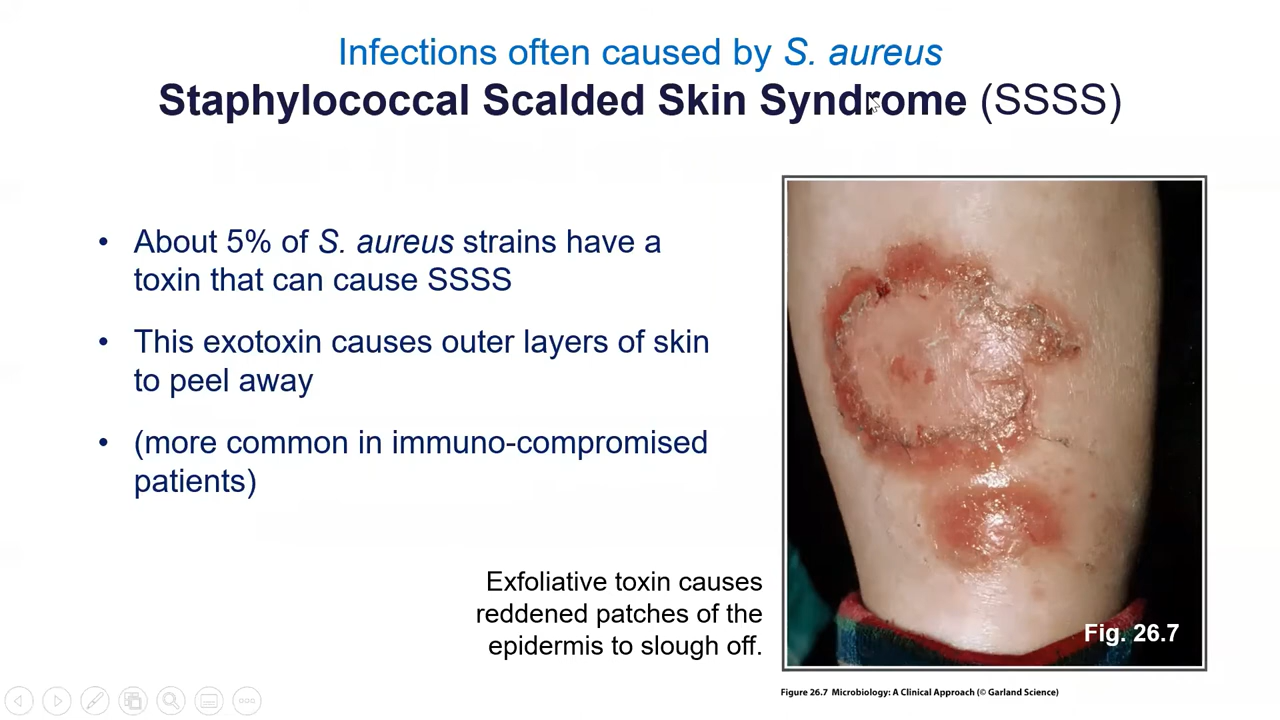 Infections often caused by S. aureus
Staphylococcal Scalded Skin Syndrome (SSSS)
• About 5% of S. aureus strains have a
toxin that can cause SSSS
• This exotoxin causes outer layers of skin
to peel away
• (more common in immuno-compromised
patients)
Exfoliative toxin causes
reddened patches of the
epidermis to slough off.
Fig. 26.7
Figure 26.7 Microbiology: A Clinical Approach (© Garland Science)